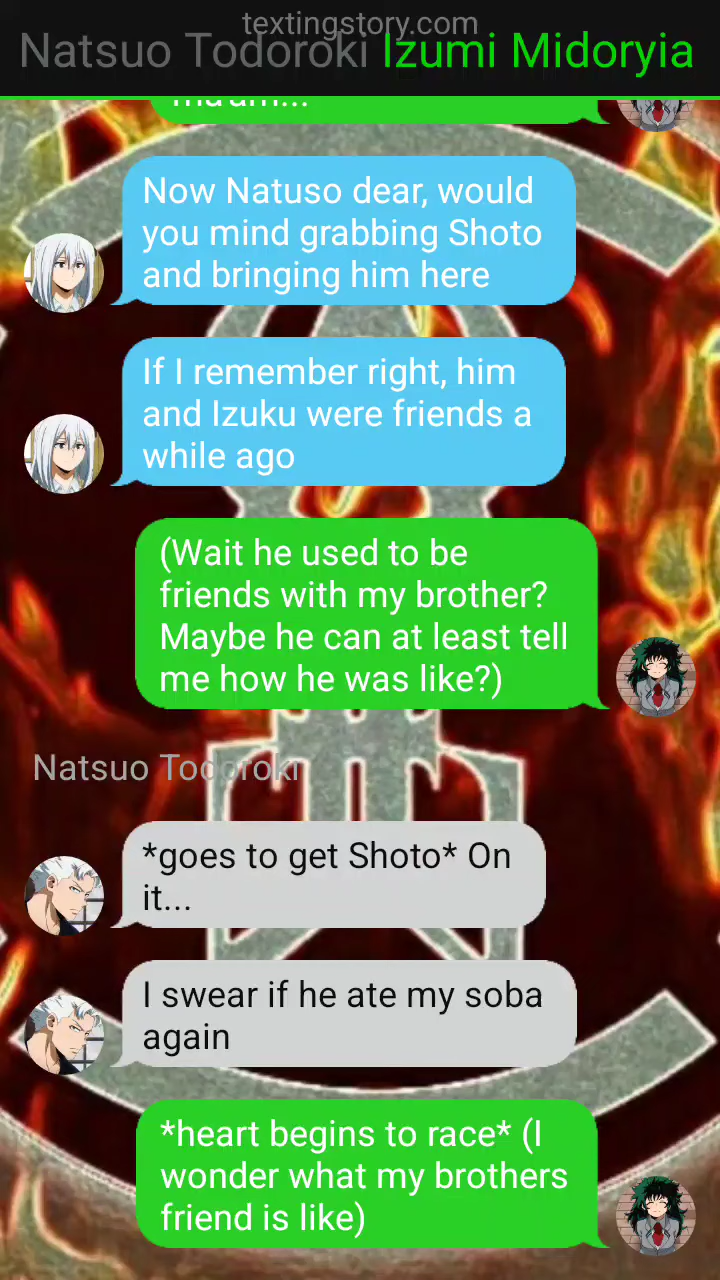 textingstory.com
Natsuo Todoroki Izumi Midoryia
ma'am...
Now Natuso dear, would
you mind grabbing Shoto
and bringing him here
If I remember right, him
and Izuku were friends a
while ago
(Wait he used to be
friends with my brother?
Maybe he can at least tell
me how he was like?)
Natsuo Todoroki
*goes to get Shoto* On
it...
I swear if he ate my soba
again
*heart begins to race* (I
wonder what my brothers
friend is like)